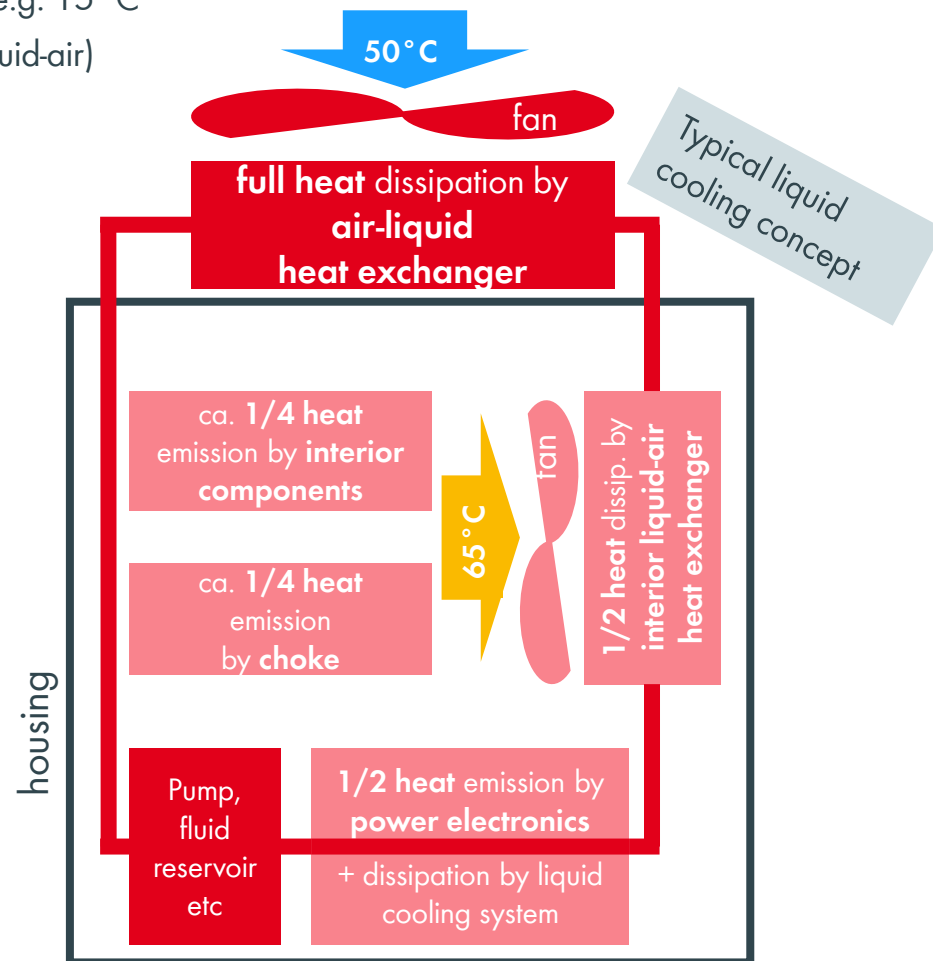 e.g. 15 °C
uid-air)
50°C
fan
Typical liquid
cooling concept
full heat dissipation by
air-liquid
heat exchanger
ca. 1/4 heat
emission by interior
components
65°C
fan
1/2 heat dissip. by
interior liquid-air
heat exchanger
ca. 1/4 heat
emission
by choke
housing
Pump,
fluid
reservoir
etc
1/2 heat emission by
power electronics
+ dissipation by liquid
cooling system